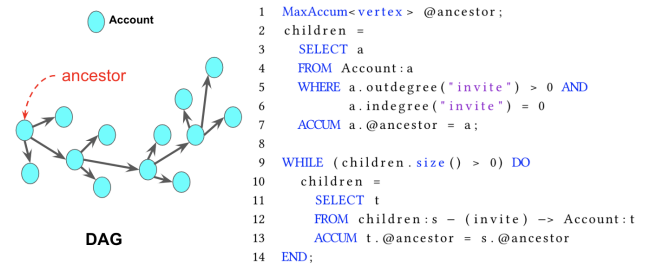 Account
ancestor
DAG
1 MaxAccum<vertex> @ancestor;
2 children =
3 SELECT a
4 FROM Account:a
5 WHERE a.outdegree("invite") > 0 AND
6 a.indegree("invite") = 0
7 ACCUM a.@ancestor = a;
8
9 WHILE (children.size() > 0) DO
10 children =
11 SELECT t
12 FROM children:s - (invite) -> Account:t
13 ACCUM t.@ancestor = s.@ancestor
14 END;